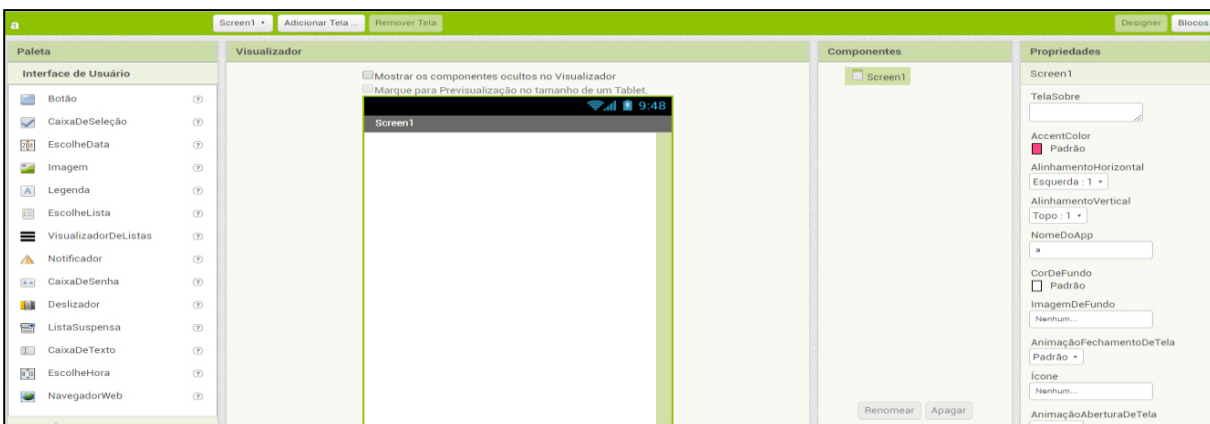 a
Screen1
Adicionar Tela ...
Remover Tela
Designer
Blocos
Paleta
Interface de Usuário
Botão
CaixaDeSeleção
EscolheData
Imagem
Legenda
EscolheLista
VisualizadorDeListas
Notificador
CaixaDeSenha
Deslizador
ListaSuspensa
CaixaDeTexto
EscolheHora
NavegadorWeb
Visualizador
Mostrar os componentes ocultos no Visualizador
Marque para Previsualização no tamanho de um Tablet.
9:48
Screen1
Componentes
Screen1
Renomear
Apagar
Propriedades
Screen1
TelaSobre
AccentColor
Padrão
AlinhamentoHorizontal
Esquerda : 1
AlinhamentoVertical
Topo : 1
NomeDoApp
a
CorDeFundo
Padrão
ImagemDeFundo
Nenhum...
AnimaçãoFechamentoDeTela
Padrão
Ícone
Nenhum...
AnimaçãoAberturaDeTela